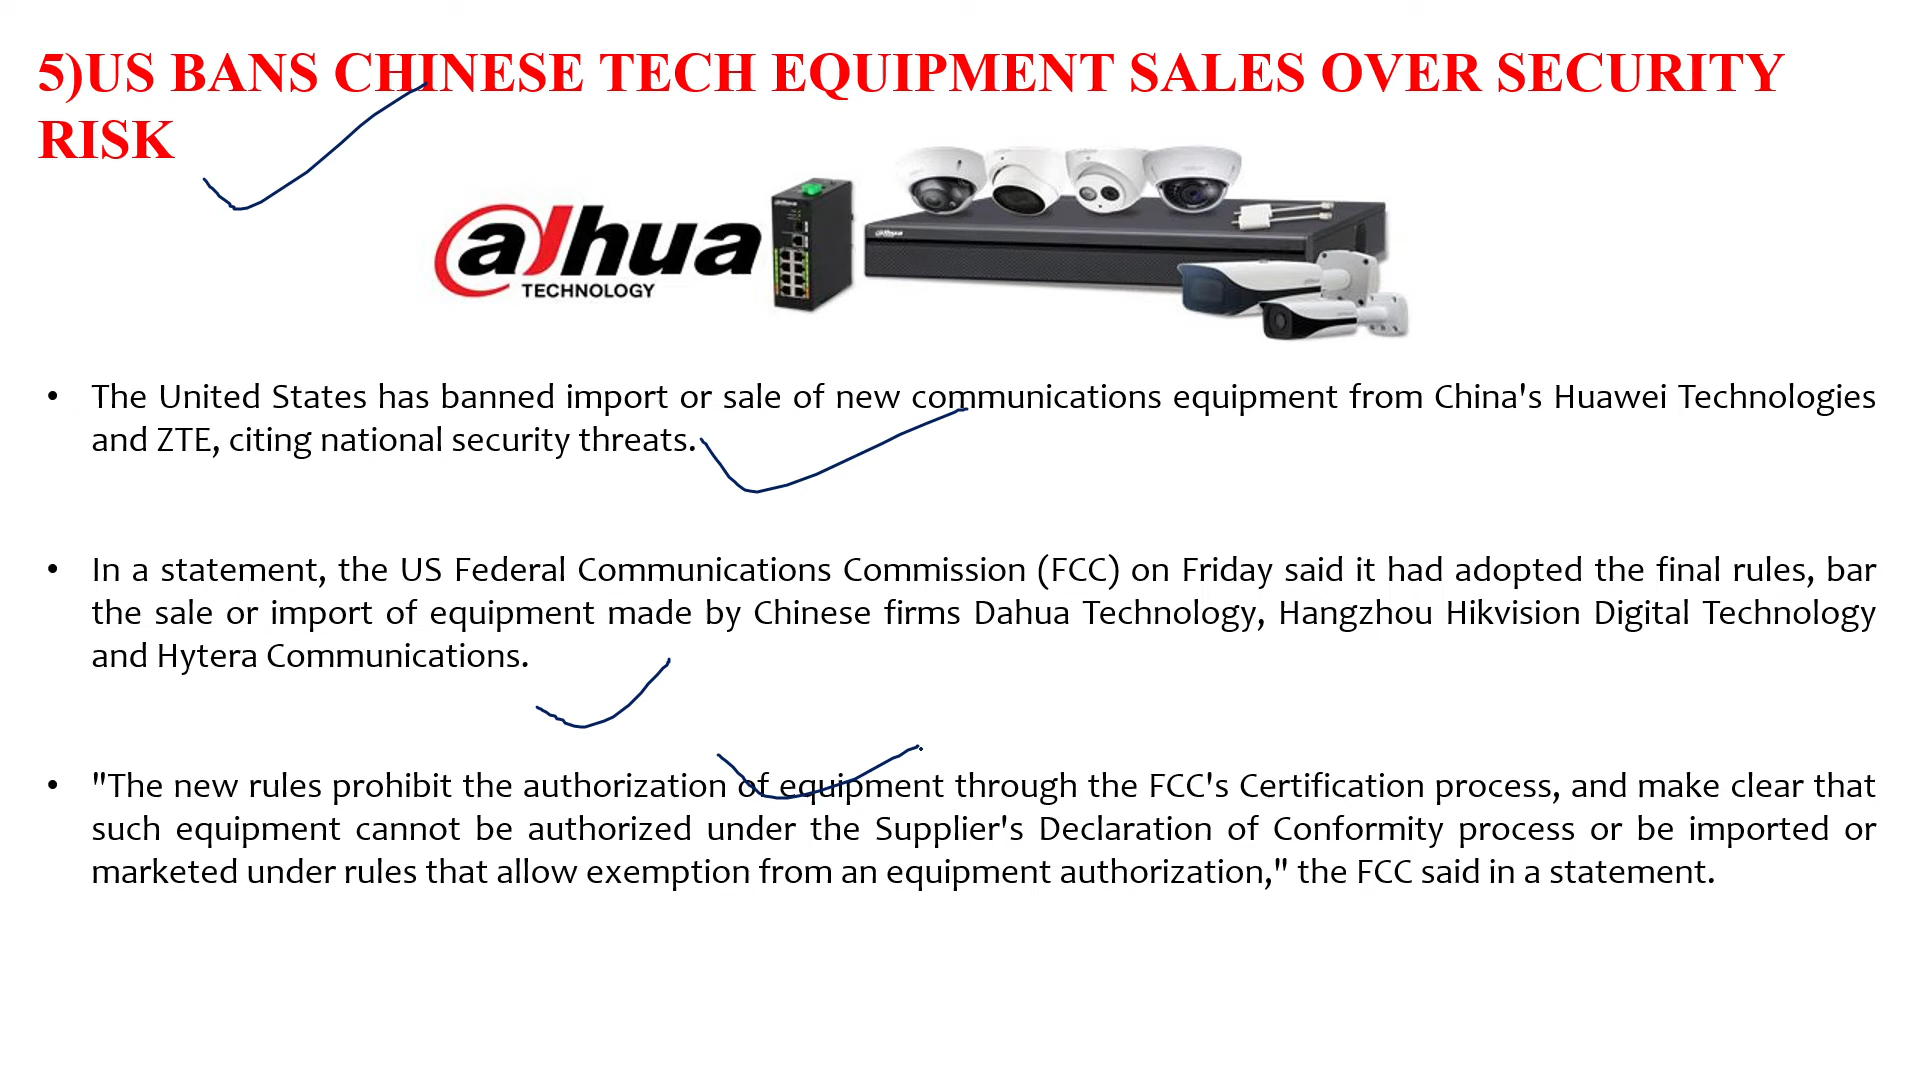 5)US BANS CHINESE TECH EQUIPMENT SALES OVER SECURITY
RISK
alhua
TECHNOLOGY
• The United States has banned import or sale of new communications equipment from China's Huawei Technologies
and ZTE, citing national security threats.
• In a statement, the US Federal Communications Commission (FCC) on Friday said it had adopted the final rules, bar
the sale or import of equipment made by Chinese firms Dahua Technology, Hangzhou Hikvision Digital Technology
and Hytera Communications.
• "The new rules prohibit the authorization of equipment through the FCC's Certification process, and make clear that
such equipment cannot be authorized under the Supplier's Declaration of Conformity process or be imported or
marketed under rules that allow exemption from an equipment authorization," the FCC said in a statement.